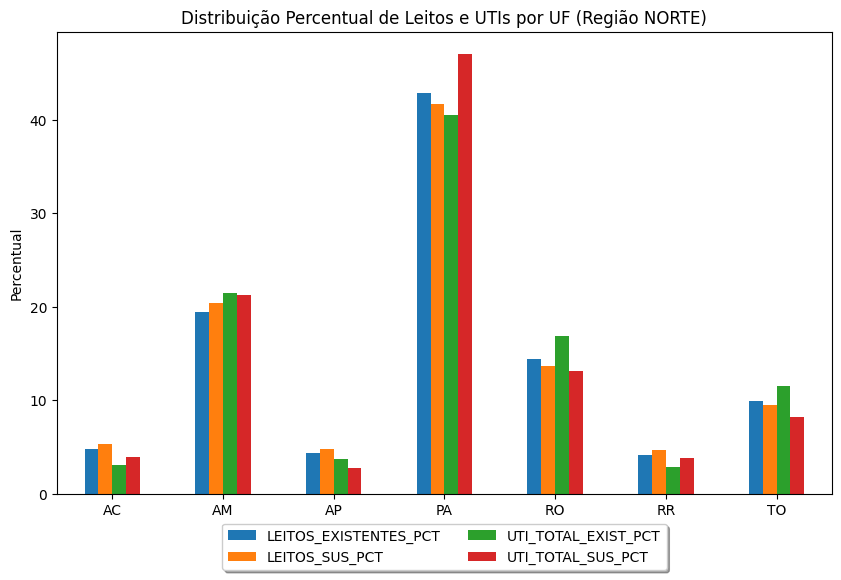 Distribuição Percentual de Leitos e UTIs por UF (Região NORTE)
Percentual
40
30
20
10
0
AC AM AP PA RO RR TO
LEITOS_EXISTENTES_PCT UTI_TOTAL_EXIST_PCT
LEITOS_SUS_PCT UTI_TOTAL_SUS_PCT